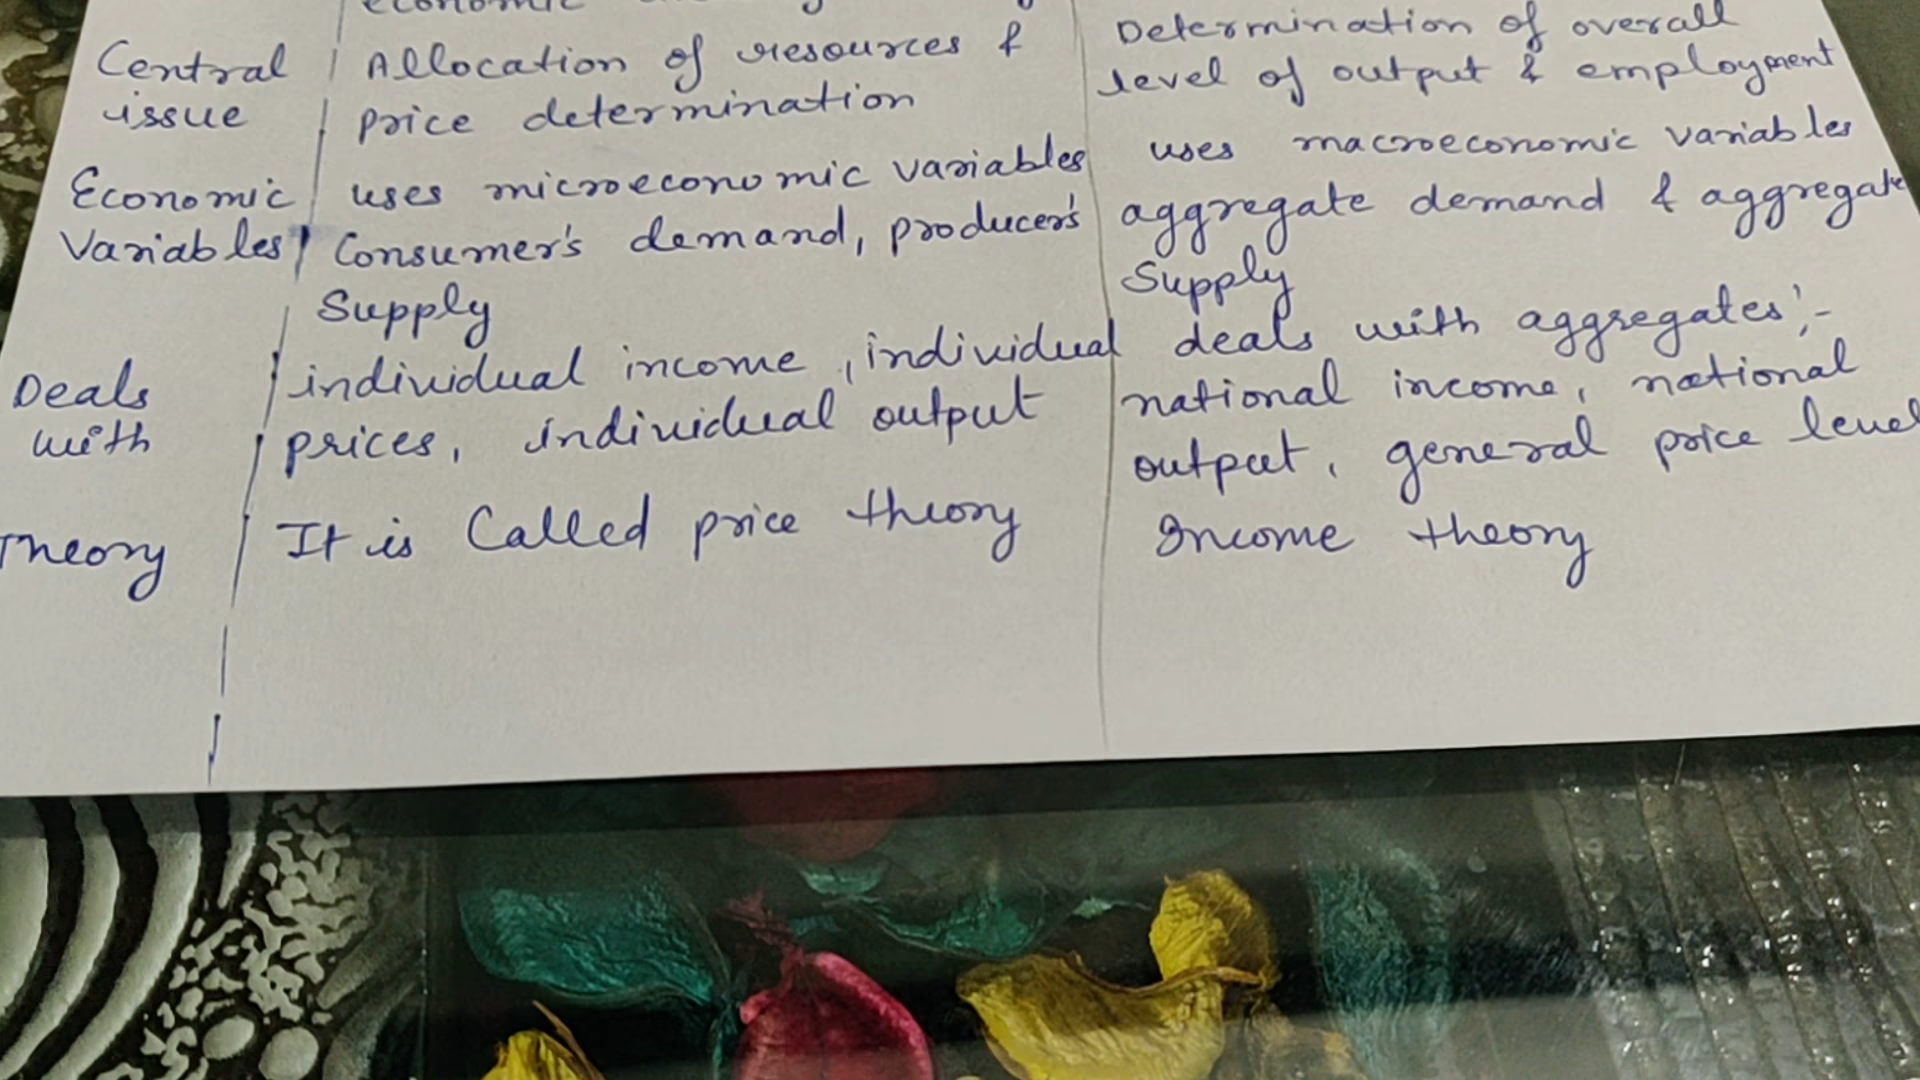 economic
Central | Allocation of resources & | Determination of overall
issue | price determination | level of output & employment
Economic | uses microeconomic variables | uses macroeconomic variables
Variables | Consumer's demand, producer's | aggregate demand & aggregate
Supply | Supply
Deals | individual income, individual | deals with aggregates:-
with | prices, individual output | national income, national
output, general price level
Theory | It is Called price theory | Income theory